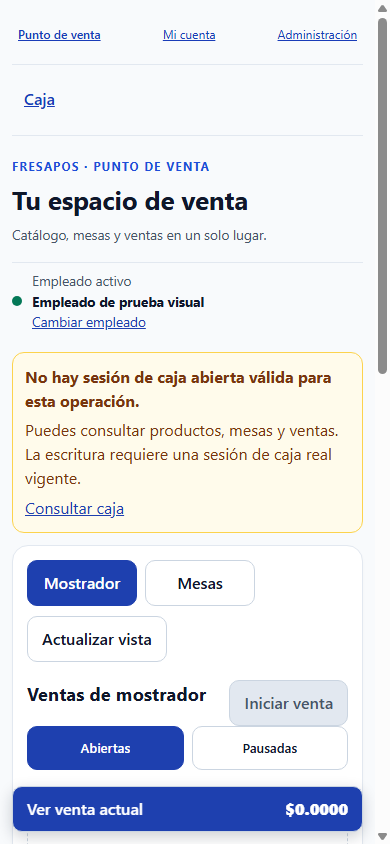 Punto de venta Mi cuenta Administración
Caja
FRESAPOS · PUNTO DE VENTA
Tu espacio de venta
Catálogo, mesas y ventas en un solo lugar.
Empleado activo
Empleado de prueba visual
Cambiar empleado
No hay sesión de caja abierta válida para
esta operación.
Puedes consultar productos, mesas y ventas.
La escritura requiere una sesión de caja real
vigente.
Consultar caja
Mostrador Mesas
Actualizar vista
Ventas de mostrador Iniciar venta
Abiertas Pausadas
Ver venta actual $0.0000